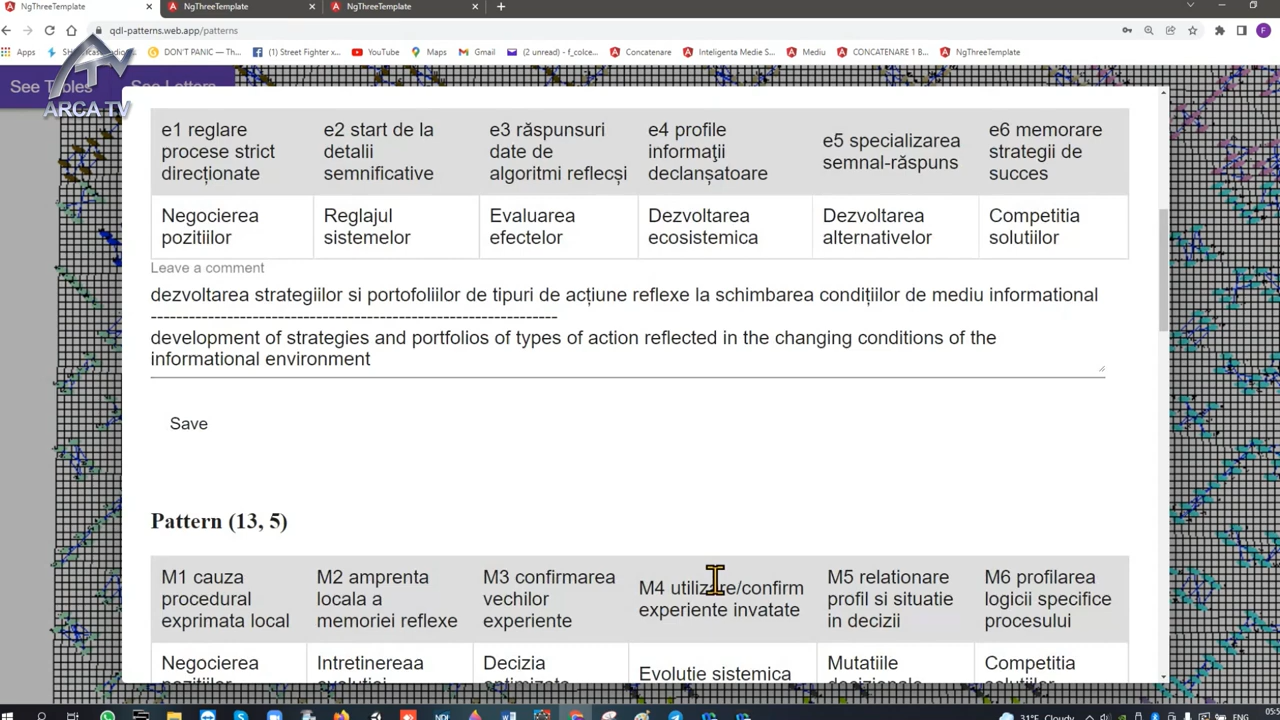 NgThreeTemplate
NgThreeTemplate
NgThreeTemplate
qdl-patterns.web.app/patterns
Apps
DON'T PANIC — Th...
(1) Street Fighter x...
YouTube
Maps
Gmail
(2 unread) - f_colce...
Concatenare
Inteligenta Medie S...
Mediu
CONCATENARE 1 B...
NgThreeTemplate
ARCA TV
e1 reglare
procese strict
direcționate
e2 start de la
detalii
semnificative
e3 răspunsuri
date de
algoritmi reflecși
e4 profile
informaţii
declanșatoare
e5 specializarea
semnal-răspuns
e6 memorare
strategii de
succes
Negocierea
pozitiilor
Reglajul
sistemelor
Evaluarea
efectelor
Dezvoltarea
ecosistemica
Dezvoltarea
alternativelor
Competitia
solutiilor
Leave a comment
dezvoltarea strategiilor si portofoliilor de tipuri de acțiune reflexe la schimbarea condițiilor de mediu informational
------------------------------------------------------------
development of strategies and portfolios of types of action reflected in the changing conditions of the
informational environment
Save
Pattern (13, 5)
M1 cauza
procedural
exprimata local
M2 amprenta
locala a
memoriei reflexe
M3 confirmarea
vechilor
experiente
M4 utilizare/confirm
experiente invatate
M5 relationare
profil si situatie
in decizii
M6 profilarea
logicii specifice
procesului
Negocierea
Intretinereaa
Decizia
Evolutie sistemica
Mutatiile
Competitia
31°F Cloudy
ENG